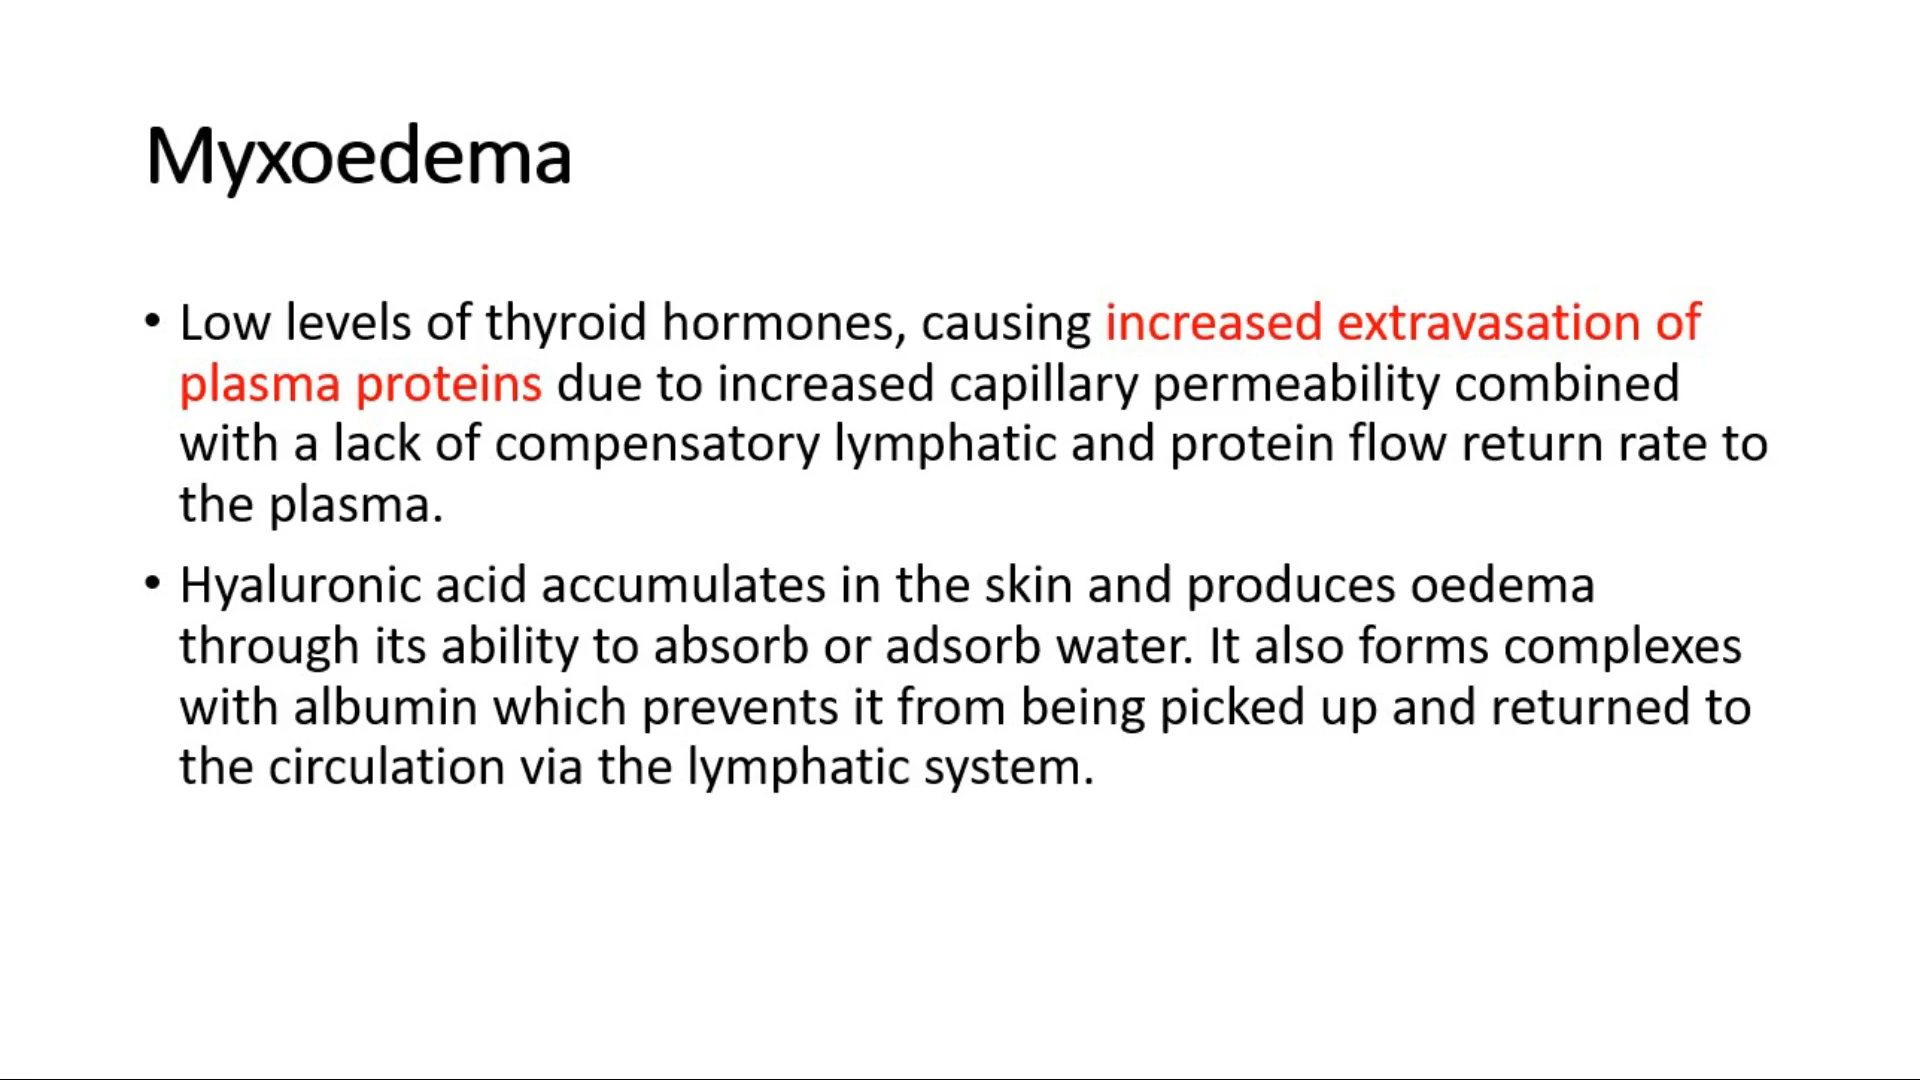 Myxoedema
• Low levels of thyroid hormones, causing increased extravasation of
plasma proteins due to increased capillary permeability combined
with a lack of compensatory lymphatic and protein flow return rate to
the plasma.
• Hyaluronic acid accumulates in the skin and produces oedema
through its ability to absorb or adsorb water. It also forms complexes
with albumin which prevents it from being picked up and returned to
the circulation via the lymphatic system.